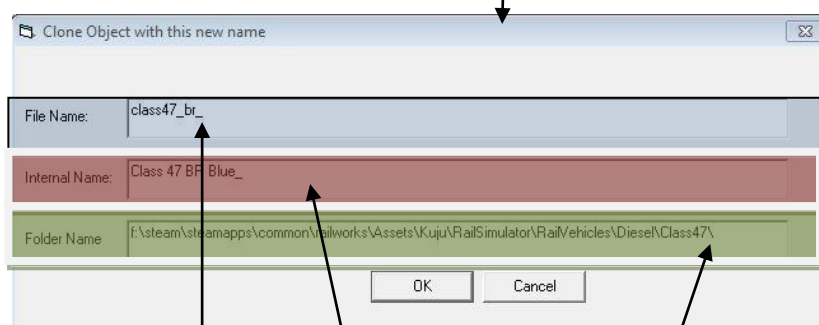 Clone Object with this new name
File Name: class47_br_
Internal Name: Class 47 BR Blue_
Folder Name f:\steam\steamapps\common\railworks\Assets\Kuju\RailSimulator\RailVehicles\Diesel\Class47\
OK Cancel